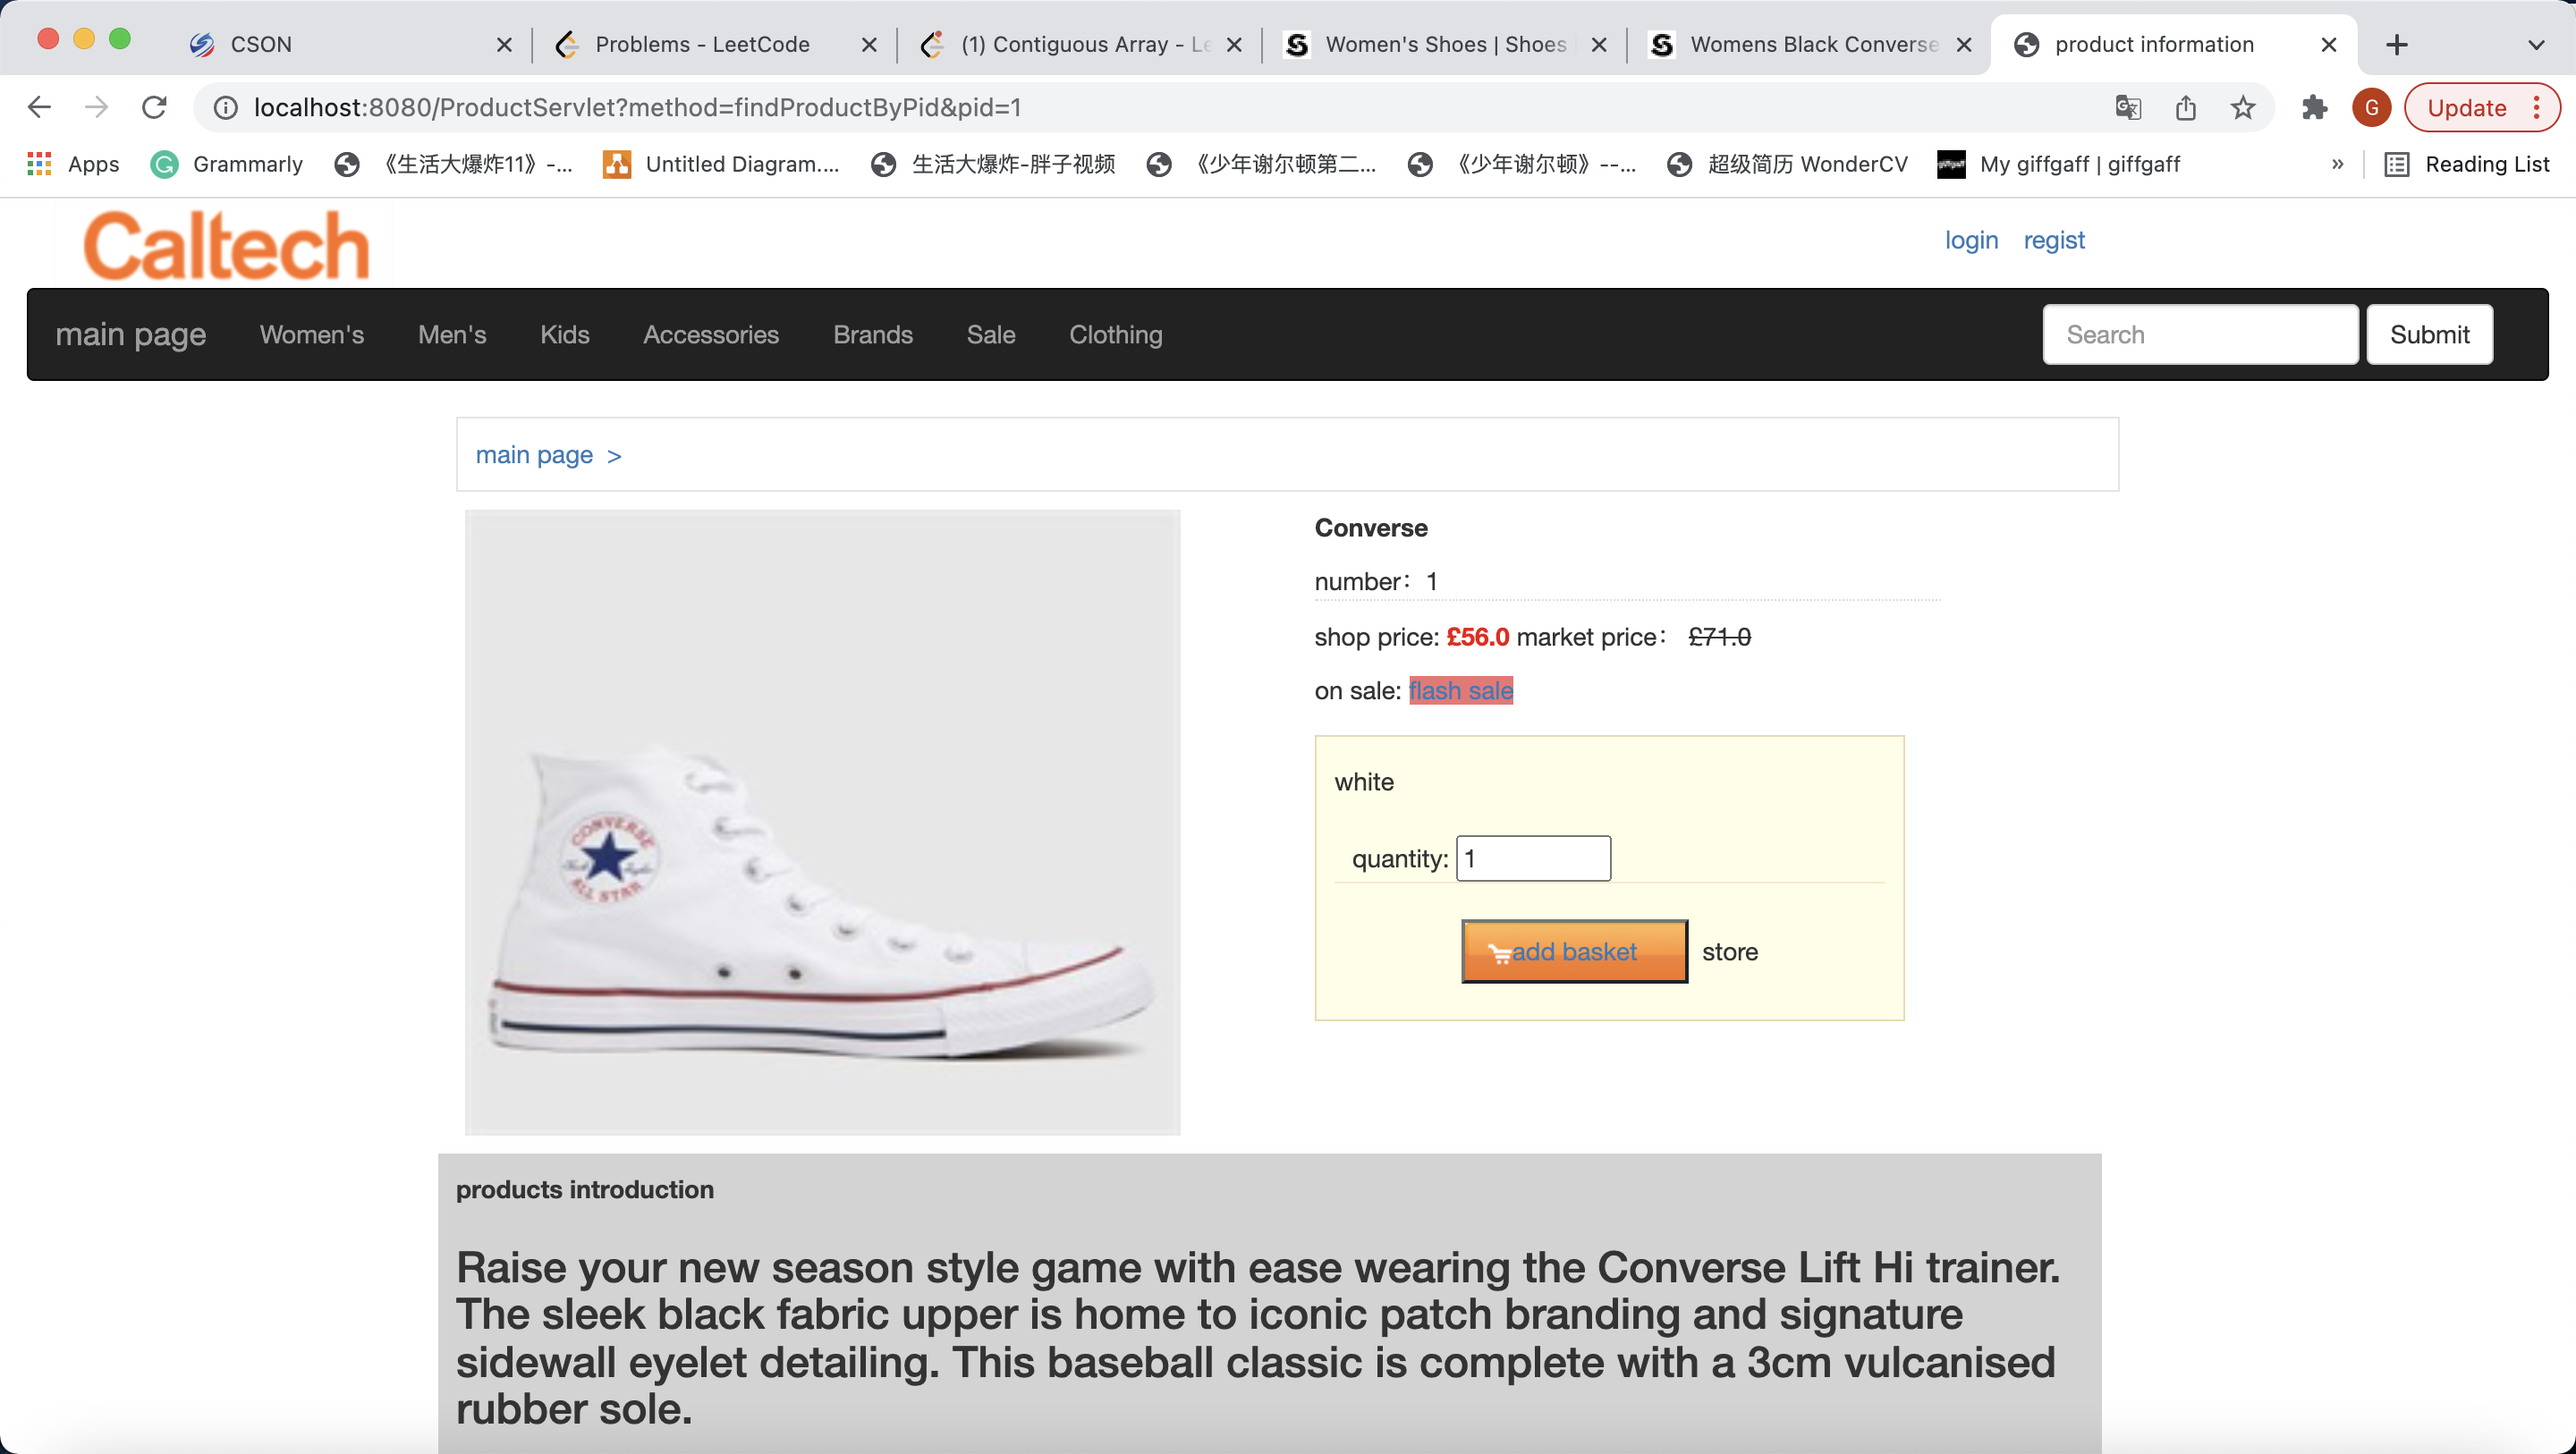 CSON
Problems - LeetCode
(1) Contiguous Array - Le
Women's Shoes | Shoes
Womens Black Converse
product information
localhost:8080/ProductServlet?method=findProductByPid&pid=1
G
Update
Apps
Grammarly
《生活大爆炸11》-...
Untitled Diagram....
生活大爆炸-胖子视频
《少年谢尔顿第二...
《少年谢尔顿》--...
超级简历 WonderCV
My giffgaff | giffgaff
»
Reading List
Caltech
login regist
main page Women's Men's Kids Accessories Brands Sale Clothing Search Submit
main page >
Converse
number：1
shop price: £56.0 market price： £71.0
on sale: flash sale
white
quantity: 1
add basket store
CONVERSE
ALL STAR
products introduction
Raise your new season style game with ease wearing the Converse Lift Hi trainer.
The sleek black fabric upper is home to iconic patch branding and signature
sidewall eyelet detailing. This baseball classic is complete with a 3cm vulcanised
rubber sole.